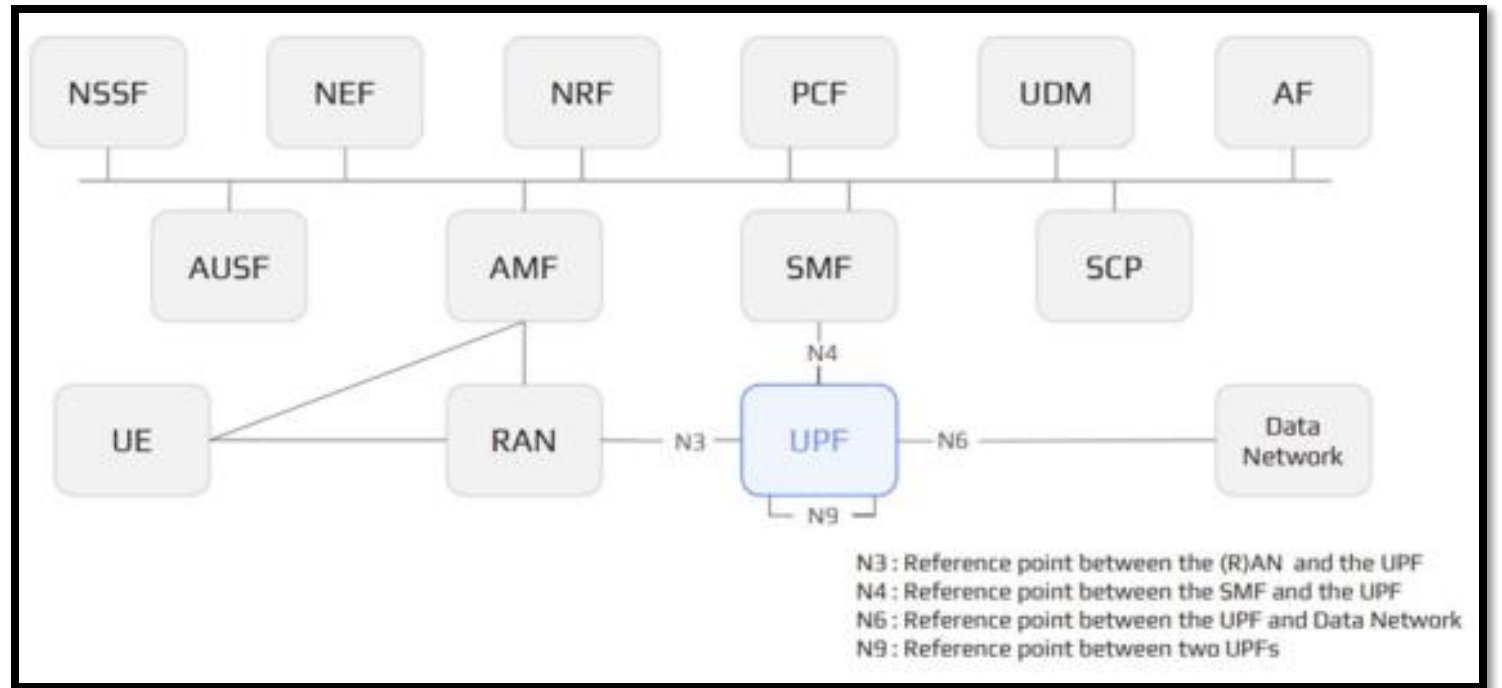 NSSF
NEF
NRF
PCF
UDM
AF
AUSF
AMF
SMF
SCP
N4
UE
RAN
N3
UPF
N6
Data
Network
N9
N3 : Reference point between the (R)AN and the UPF
N4 : Reference point between the SMF and the UPF
N6 : Reference point between the UPF and Data Network
N9 : Reference point between two UPFs